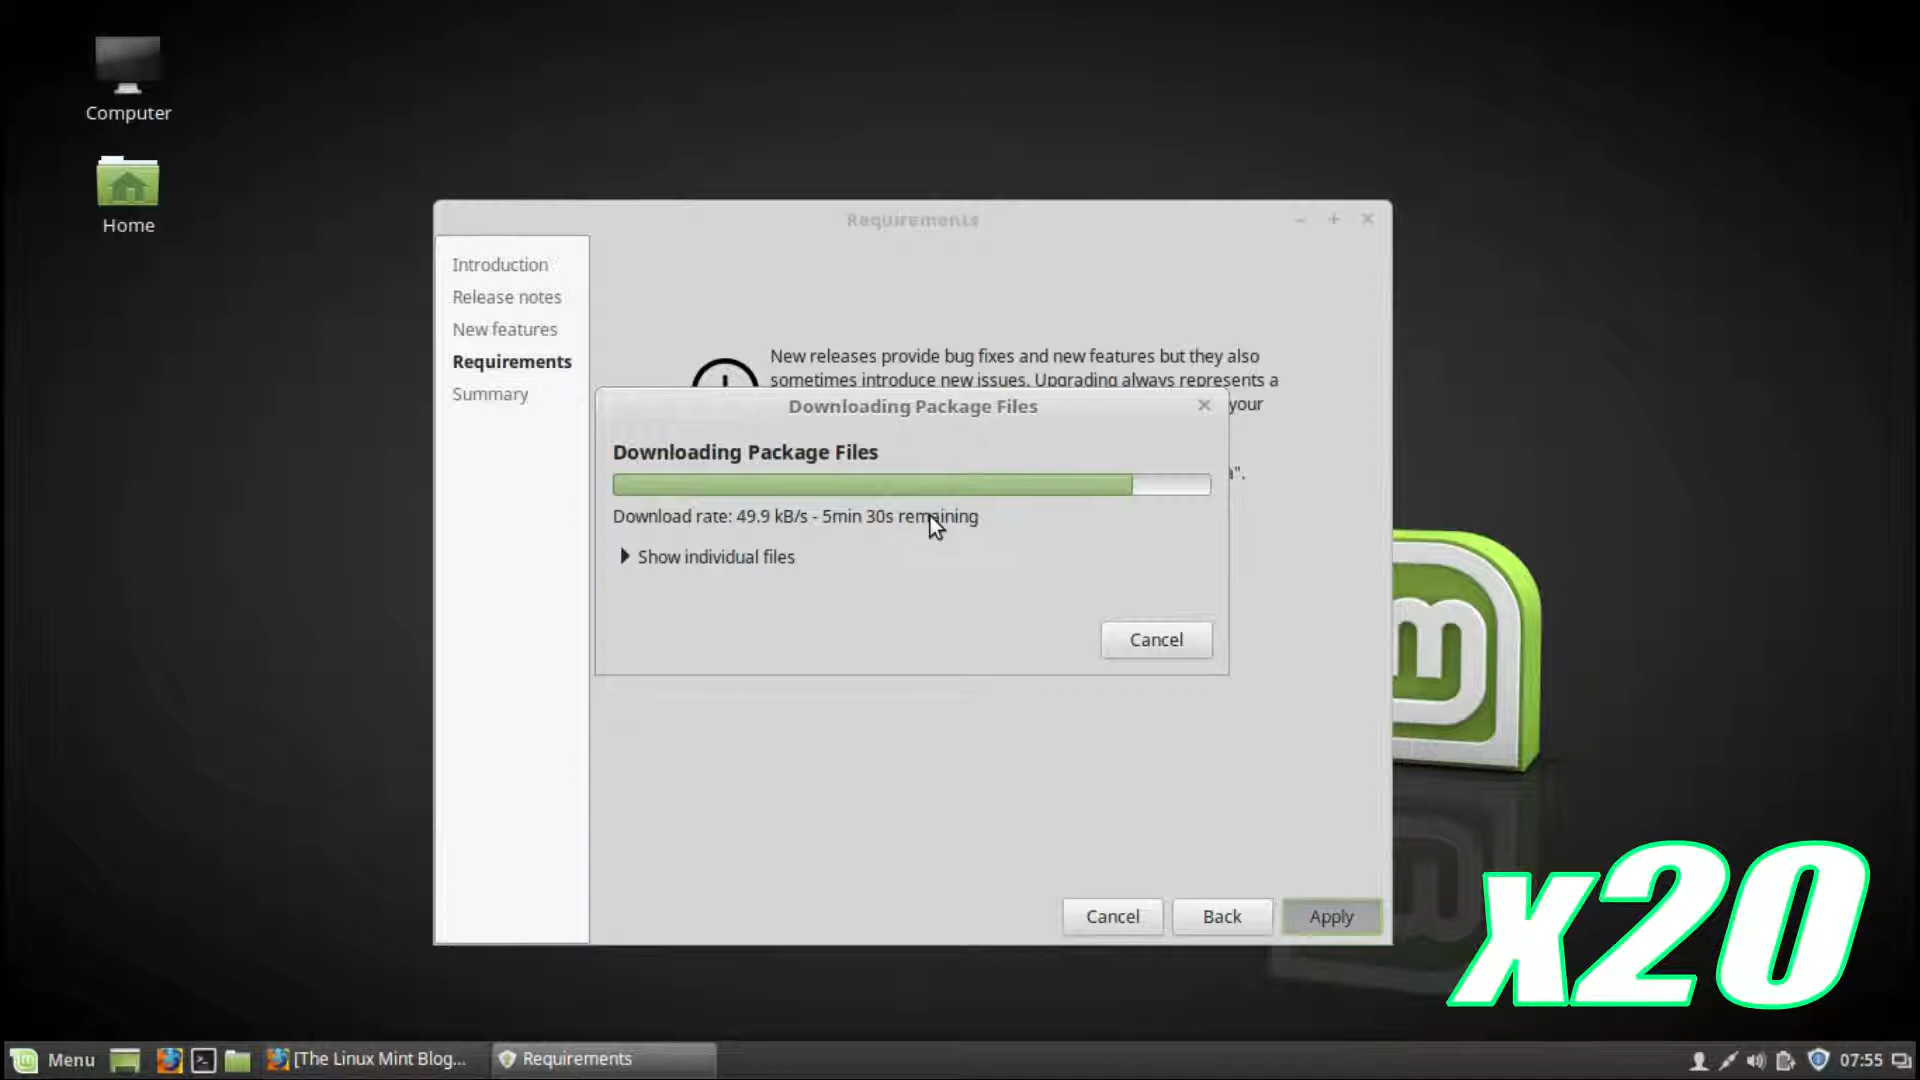 Computer
Home
Requirements
Introduction
Release notes
New features
Requirements
Summary
New releases provide bug fixes and new features but they also
sometimes introduce new issues. Upgrading always represents a
your
".
Downloading Package Files
Downloading Package Files
Download rate: 49.9 kB/s - 5min 30s remaining
Show individual files
Cancel
Cancel
Back
Apply
x20
Menu
[The Linux Mint Blog...
Requirements
07:55